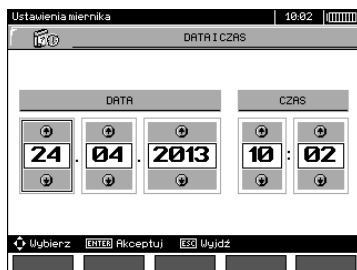 Ustawienia miernika 10:02
DATA I CZAS
DATA CZAS
24 . 04 . 2013 10 : 02
Wybierz ENTER Akceptuj ESC Wyjdź